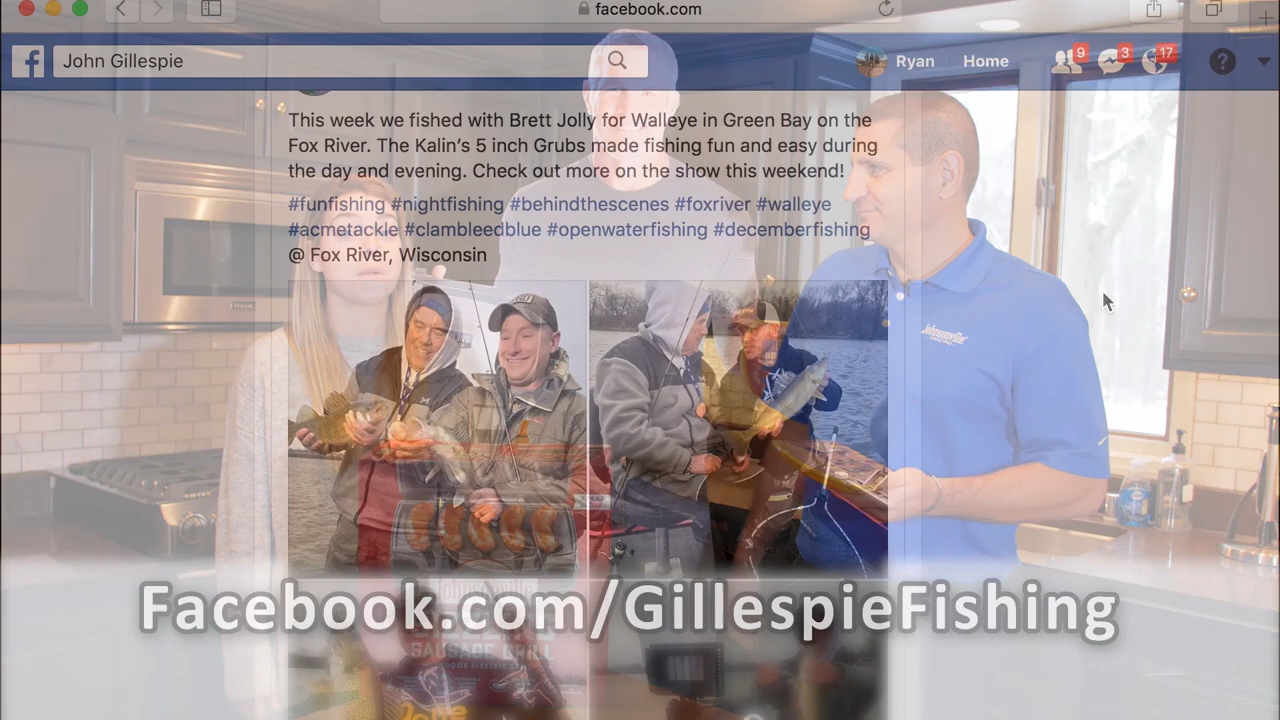 facebook.com
John Gillespie
Ryan
Home
9
3
17
?
This week we fished with Brett Jolly for Walleye in Green Bay on the
Fox River. The Kalin’s 5 inch Grubs made fishing fun and easy during
the day and evening. Check out more on the show this weekend!
#funfishing #nightfishing #behindthescenes #foxriver #walleye
#acmetackle #clambleedblue #openwaterfishing #decemberfishing
@ Fox River, Wisconsin
Johnsonville
Facebook.com/GillespieFishing
Johnsonville
SIZZLING
SAUSAGE GRILL